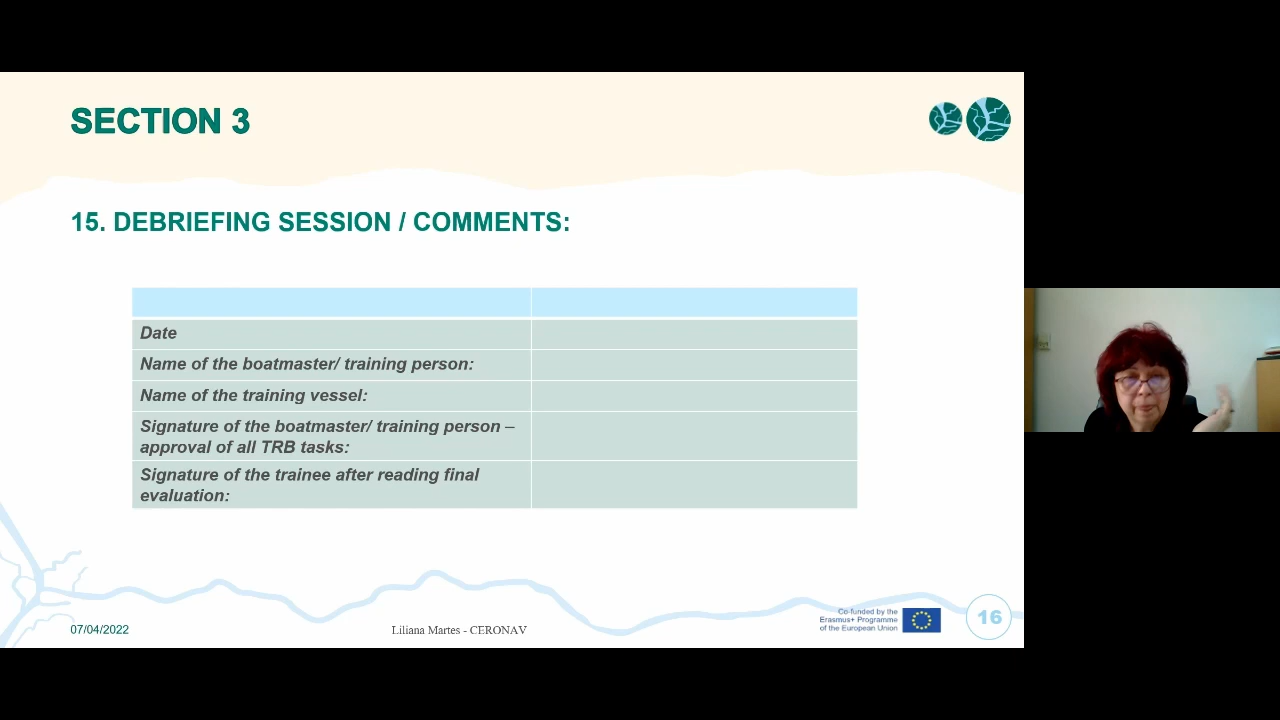 SECTION 3
15. DEBRIEFING SESSION / COMMENTS:
Date
Name of the boatmaster/ training person:
Name of the training vessel:
Signature of the boatmaster/ training person –
approval of all TRB tasks:
Signature of the trainee after reading final
evaluation:
07/04/2022
Liliana Martes - CERONAV
Co-funded by the
Erasmus+ Programme
of the European Union
16